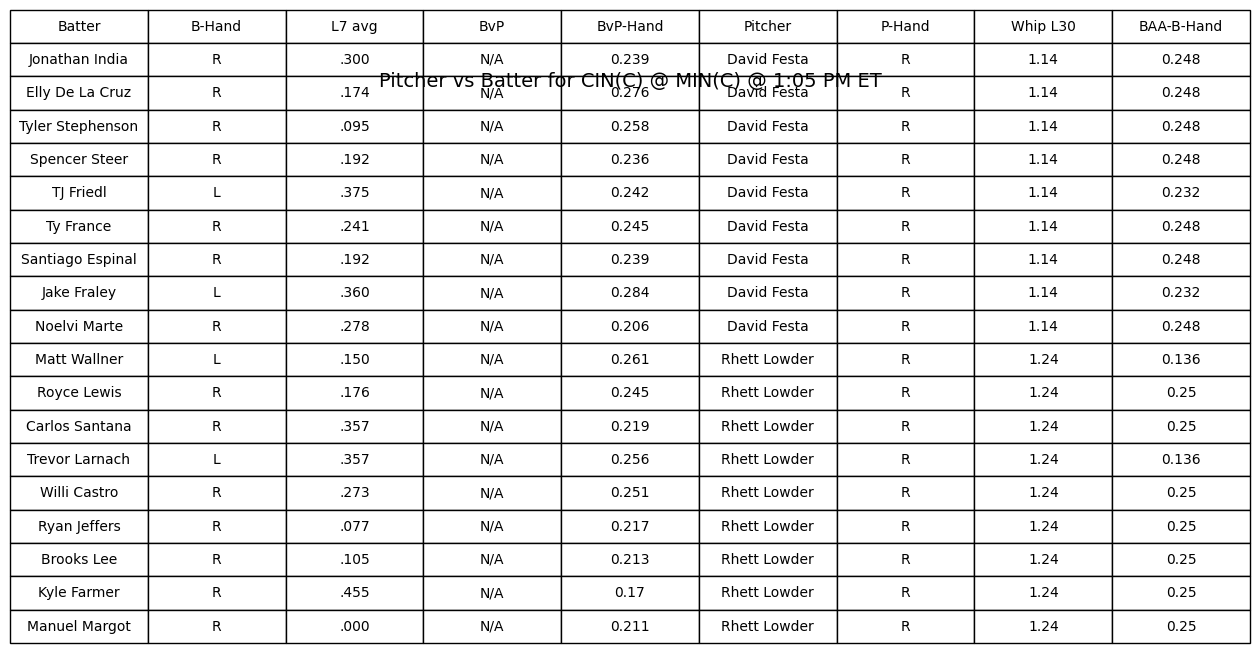 Batter B-Hand L7 avg BvP BvP-Hand Pitcher P-Hand Whip L30 BAA-B-Hand
Jonathan India R .300 N/A 0.239 David Festa R 1.14 0.248
Pitcher vs Batter for CIN(C) @ MIN(C) @ 1:05 PM ET
Elly De La Cruz R .174 N/A 0.276 David Festa R 1.14 0.248
Tyler Stephenson R .095 N/A 0.258 David Festa R 1.14 0.248
Spencer Steer R .192 N/A 0.236 David Festa R 1.14 0.248
TJ Friedl L .375 N/A 0.242 David Festa R 1.14 0.232
Ty France R .241 N/A 0.245 David Festa R 1.14 0.248
Santiago Espinal R .192 N/A 0.239 David Festa R 1.14 0.248
Jake Fraley L .360 N/A 0.284 David Festa R 1.14 0.232
Noelvi Marte R .278 N/A 0.206 David Festa R 1.14 0.248
Matt Wallner L .150 N/A 0.261 Rhett Lowder R 1.24 0.136
Royce Lewis R .176 N/A 0.245 Rhett Lowder R 1.24 0.25
Carlos Santana R .357 N/A 0.219 Rhett Lowder R 1.24 0.25
Trevor Larnach L .357 N/A 0.256 Rhett Lowder R 1.24 0.136
Willi Castro R .273 N/A 0.251 Rhett Lowder R 1.24 0.25
Ryan Jeffers R .077 N/A 0.217 Rhett Lowder R 1.24 0.25
Brooks Lee R .105 N/A 0.213 Rhett Lowder R 1.24 0.25
Kyle Farmer R .455 N/A 0.17 Rhett Lowder R 1.24 0.25
Manuel Margot R .000 N/A 0.211 Rhett Lowder R 1.24 0.25